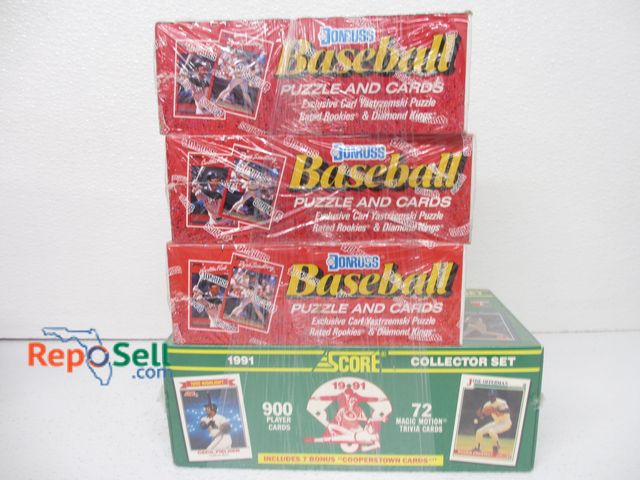 DONRUSS
Baseball
PUZZLE AND CARDS
Exclusive Carl Yastrzemski Puzzle
Rated Rookies® & Diamond Kings®
DONRUSS
Baseball
PUZZLE AND CARDS
Exclusive Carl Yastrzemski Puzzle
Rated Rookies® & Diamond Kings®
DONRUSS
Baseball
PUZZLE AND CARDS
Exclusive Carl Yastrzemski Puzzle
Rated Rookies® & Diamond Kings®
REPOSELL
.com
1991
SCORE
COLLECTOR SET
900
PLAYER
CARDS
1991
72
MAGIC MOTION
TRIVIA CARDS
CECIL FIELDER
JOSE OFFERMAN
INCLUDES 7 BONUS "COOPERSTOWN CARDS"